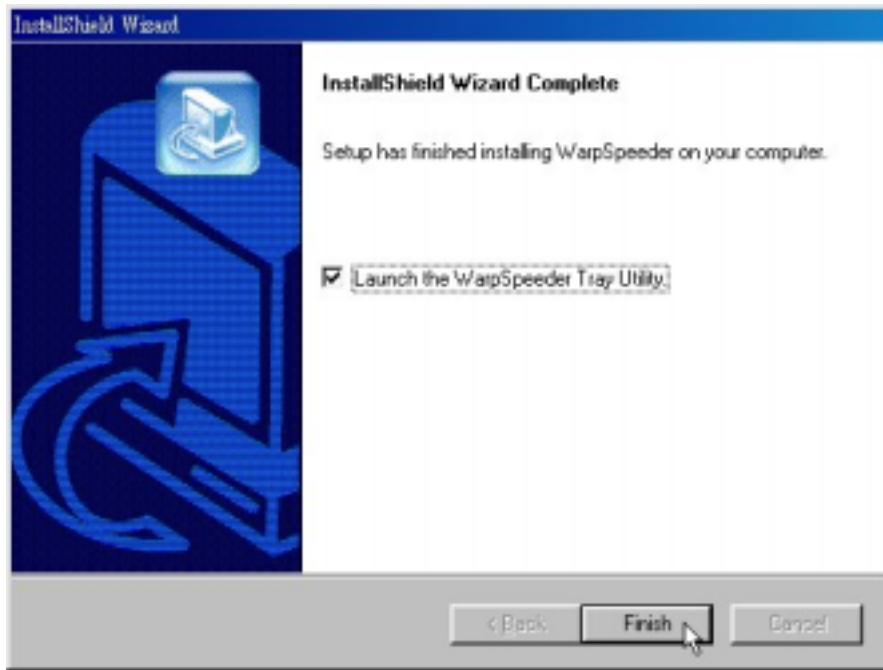 InstallShield Wizard
InstallShield Wizard Complete
Setup has finished installing WarpSpeeder on your computer.
Launch the WarpSpeeder Tray Utility.
< Back
Finish
Cancel